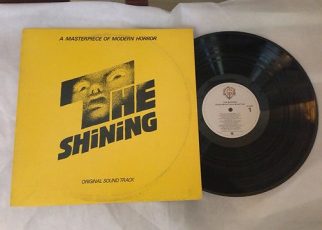 A MASTERPIECE OF MODERN HORROR
THE
SHiNiNG
ORIGINAL SOUND TRACK
1